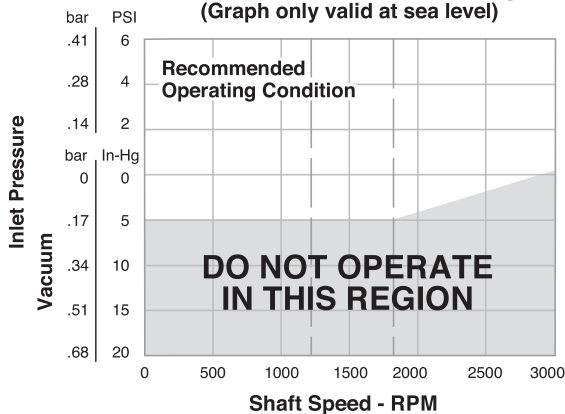 (Graph only valid at sea level)
bar PSI
.41 6
Recommended
Operating Condition
.28 4
.14 2
bar In-Hg
0 0
.17 5
.34 10
DO NOT OPERATE
IN THIS REGION
.51 15
.68 20
Inlet Pressure
Vacuum
0 500 1000 1500 2000 2500 3000
Shaft Speed - RPM